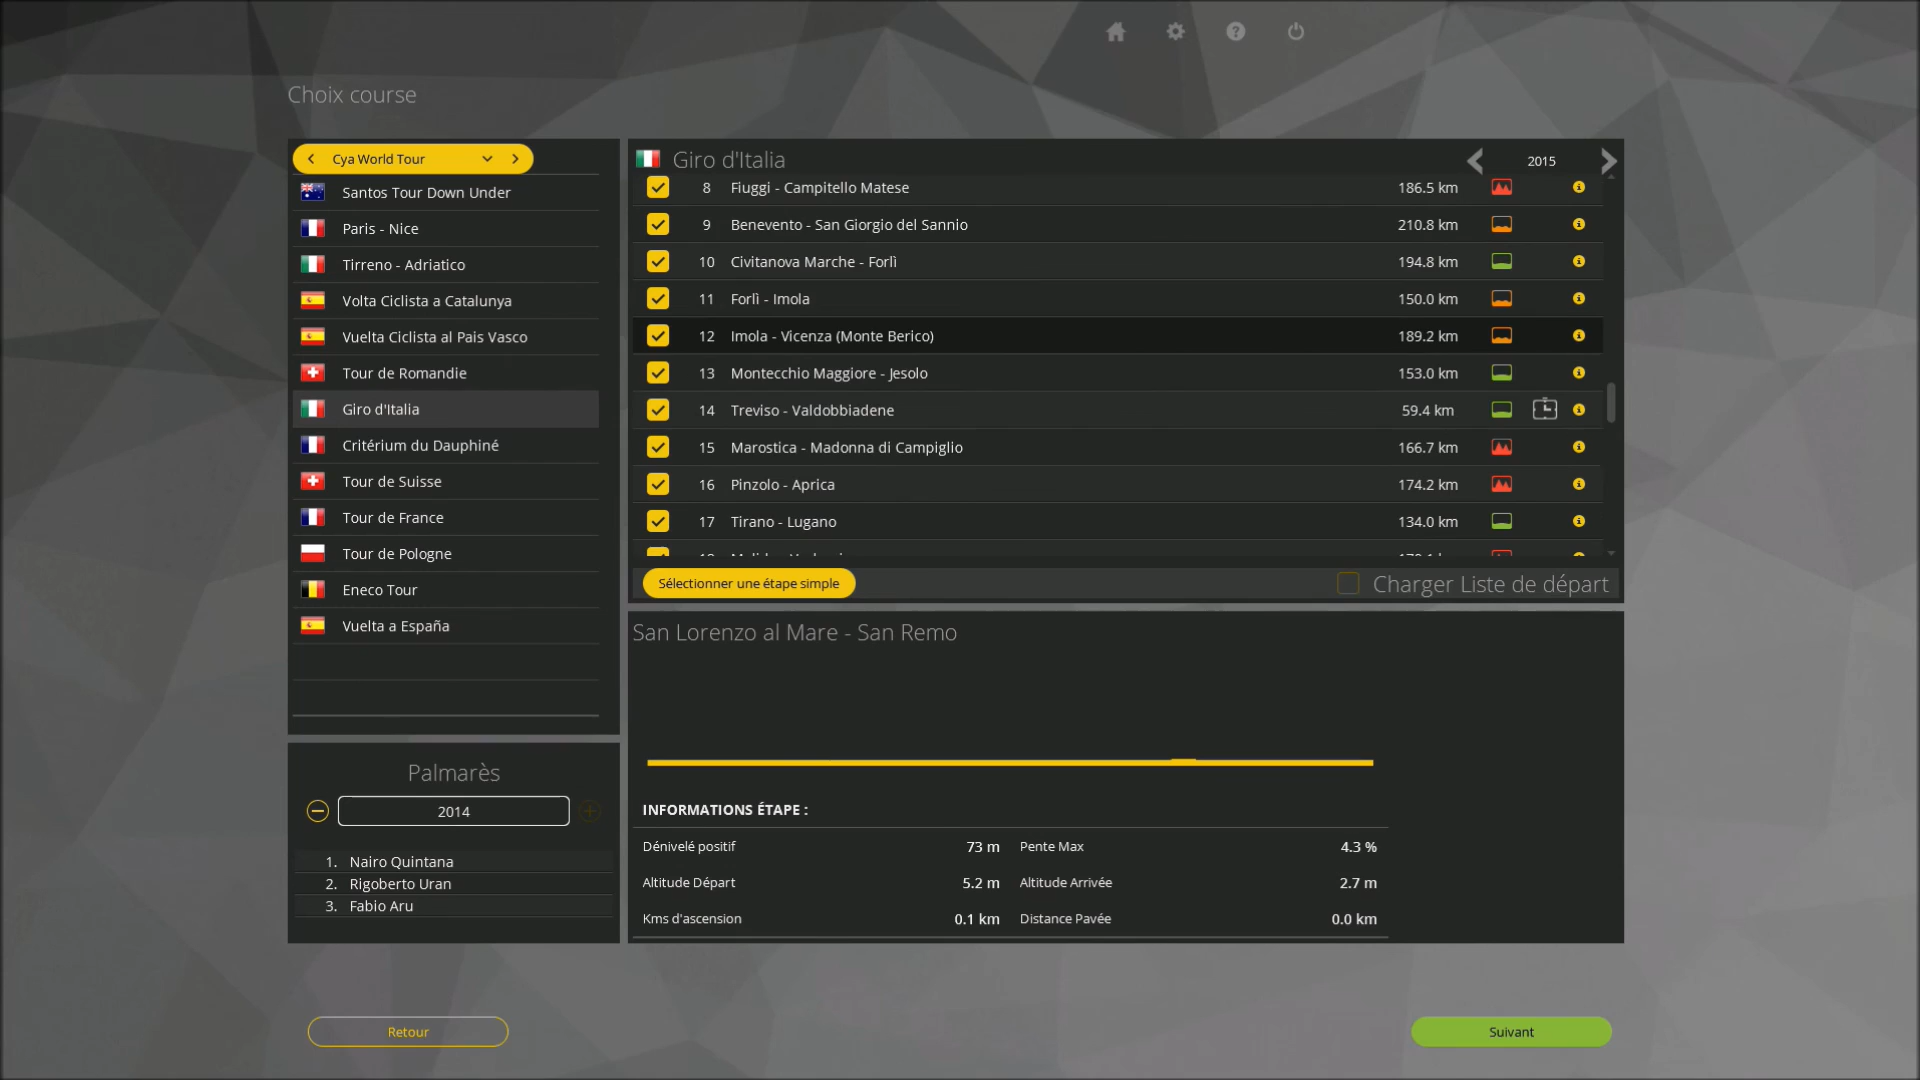 Choix course
Cya World Tour
Santos Tour Down Under
Paris - Nice
Tirreno - Adriatico
Volta Ciclista a Catalunya
Vuelta Ciclista al Pais Vasco
Tour de Romandie
Giro d'Italia
Critérium du Dauphiné
Tour de Suisse
Tour de France
Tour de Pologne
Eneco Tour
Vuelta a España
Palmarès
2014
1. Nairo Quintana
2. Rigoberto Uran
3. Fabio Aru
Giro d'Italia 2015
8 Fiuggi - Campitello Matese 186.5 km
9 Benevento - San Giorgio del Sannio 210.8 km
10 Civitanova Marche - Forlì 194.8 km
11 Forlì - Imola 150.0 km
12 Imola - Vicenza (Monte Berico) 189.2 km
13 Montecchio Maggiore - Jesolo 153.0 km
14 Treviso - Valdobbiadene 59.4 km
15 Marostica - Madonna di Campiglio 166.7 km
16 Pinzolo - Aprica 174.2 km
17 Tirano - Lugano 134.0 km
Sélectionner une étape simple
Charger Liste de départ
San Lorenzo al Mare - San Remo
INFORMATIONS ÉTAPE :
Dénivelé positif 73 m Pente Max 4.3 %
Altitude Départ 5.2 m Altitude Arrivée 2.7 m
Kms d'ascension 0.1 km Distance Pavée 0.0 km
Retour
Suivant